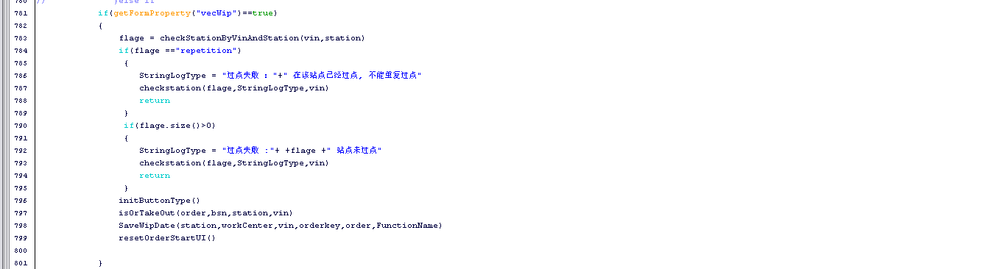 780 // }else if
781 if(getFormProperty("vecWip")==true)
782 {
783 flage = checkStationByVinAndStation(vin,station)
784 if(flage =="repetition")
785 {
786 StringLogType = "过点失败 : "+" 在该站点已经过点, 不能重复过点"
787 checkstation(flage,StringLogType,vin)
788 return
789 }
790 if(flage.size()>0)
791 {
792 StringLogType = "过点失败 :"+ +flage +" 站点未过点"
793 checkstation(flage,StringLogType,vin)
794 return
795 }
796 initButtonType()
797 isOrTakeOut(order,bsn,station,vin)
798 SaveWipDate(station,workCenter,vin,orderkey,order,FunctionName)
799 resetOrderStartUI()
800
801 }